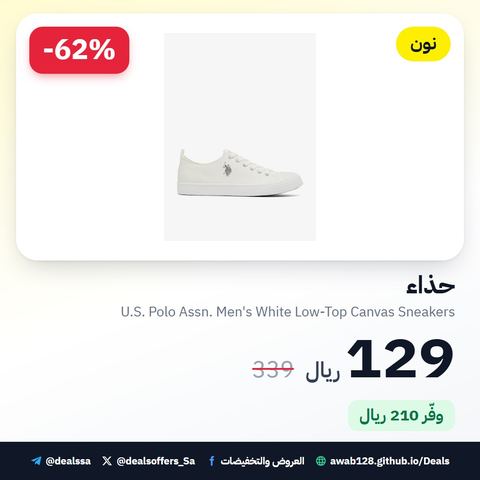 -62%
نون
حذاء
U.S. Polo Assn. Men's White Low-Top Canvas Sneakers
129 ريال 339
وفّر 210 ريال
@dealssa @dealsoffers_Sa العروض والتخفيضات awab128.github.io/Deals